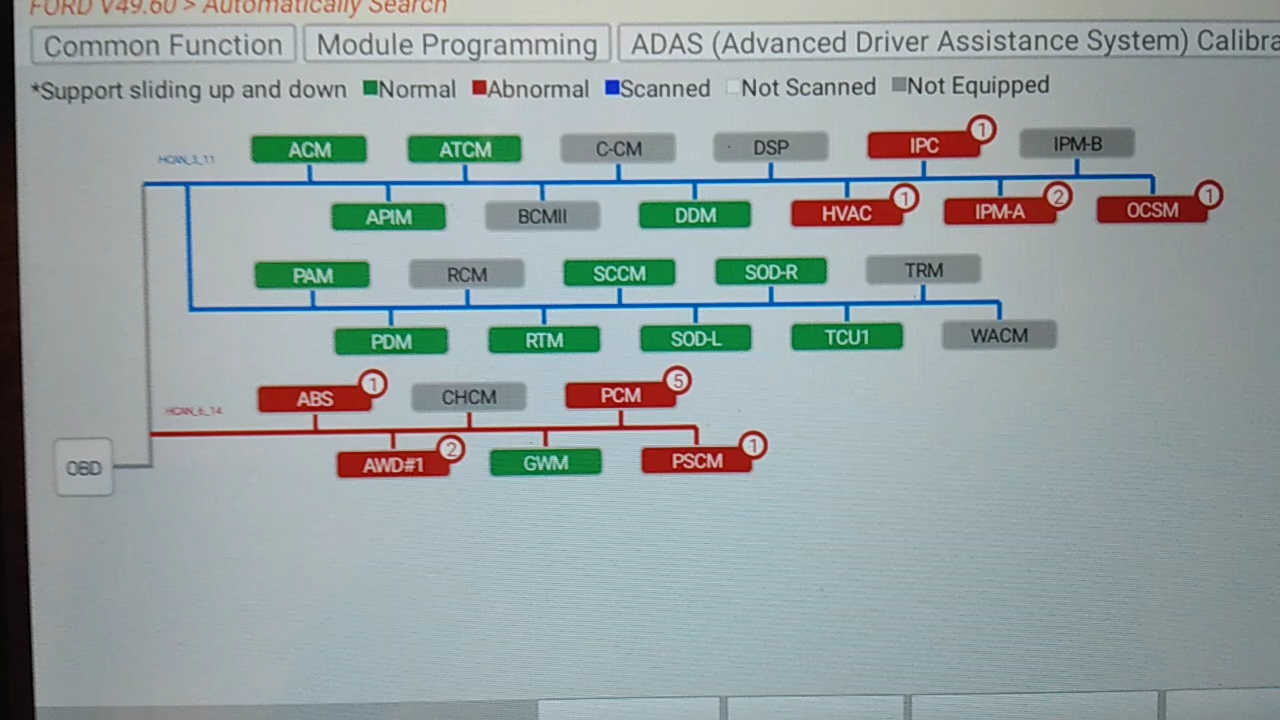 FORD V49.60 > Automatically Search
Common Function Module Programming ADAS (Advanced Driver Assistance System) Calibra
*Support sliding up and down Normal Abnormal Scanned Not Scanned Not Equipped
HCAN_3_11
ACM ATCM C-CM DSP IPC 1 IPM-B
APIM BCMII DDM HVAC 1 IPM-A 2 OCSM 1
PAM RCM SCCM SOD-R TRM
PDM RTM SOD-L TCU1 WACM
ABS 1 CHCM PCM 5
HCAN_6_14
OBD AWD#1 2 GWM PSCM 1